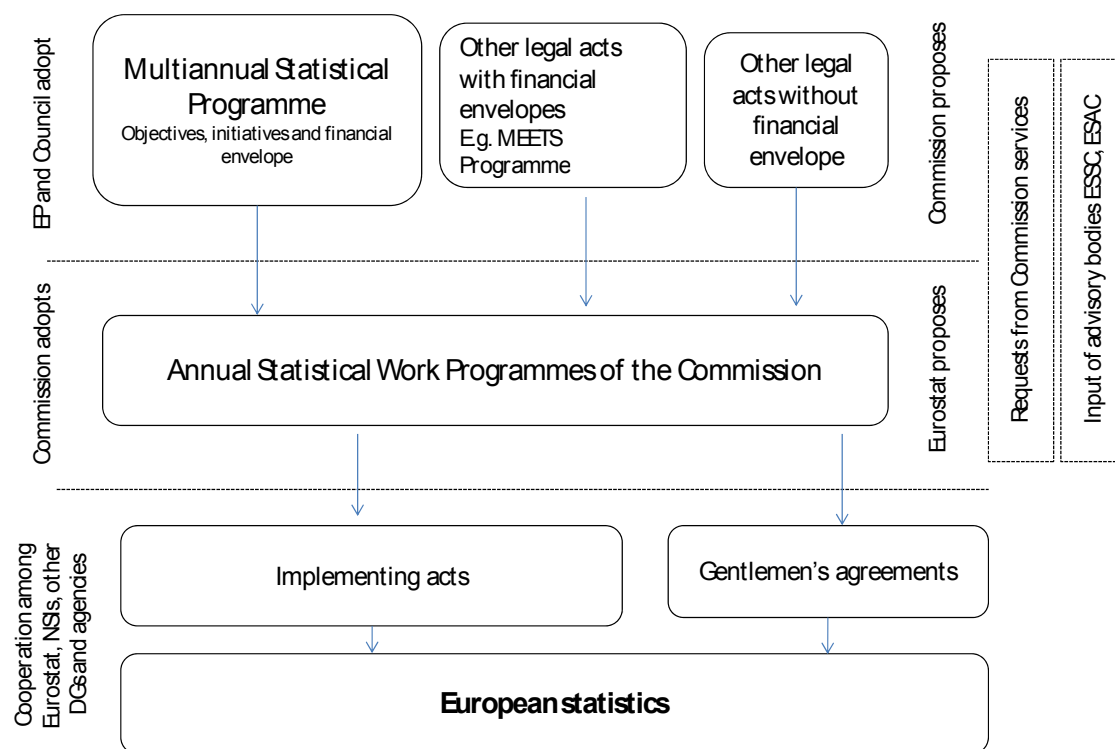 EP and Council adopt
Multiannual Statistical
Programme
Objectives, initiatives and financial
envelope
Other legal acts
with financial
envelopes
E.g. MEETS
Programme
Other legal
acts without
financial
envelope
Commission proposes
Requests from Commission services
Input of advisory bodies ESSC, ESAC
Commission adopts
Annual Statistical Work Programmes of the Commission
Eurostat proposes
Cooperation among
Eurostat, NSIs, other
DGs and agencies
Implementing acts
Gentlemen's agreements
European statistics